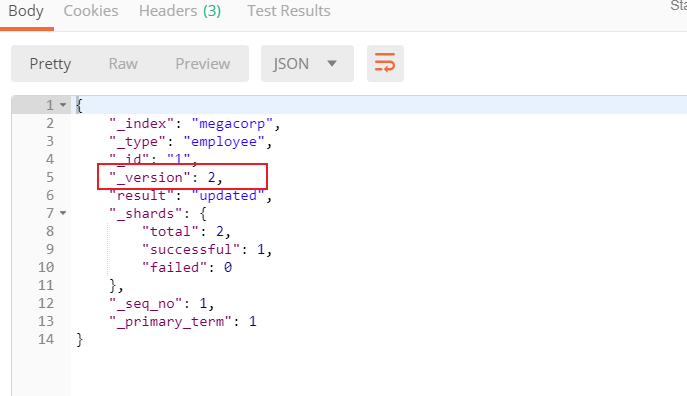 Body Cookies Headers (3) Test Results Sta
Pretty Raw Preview JSON
1 {
2 "_index": "megacorp",
3 "_type": "employee",
4 "_id": "1",
5 "_version": 2,
6 "result": "updated",
7 "_shards": {
8 "total": 2,
9 "successful": 1,
10 "failed": 0
11 },
12 "_seq_no": 1,
13 "_primary_term": 1
14 }